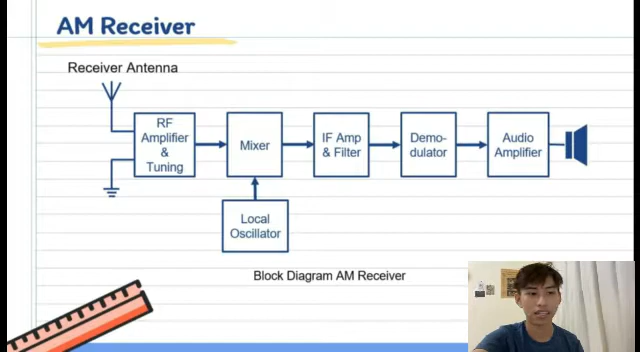 AM Receiver
Receiver Antenna
RF
Amplifier
&
Tuning
Mixer
IF Amp
& Filter
Demo-
dulator
Audio
Amplifier
Local
Oscillator
Block Diagram AM Receiver